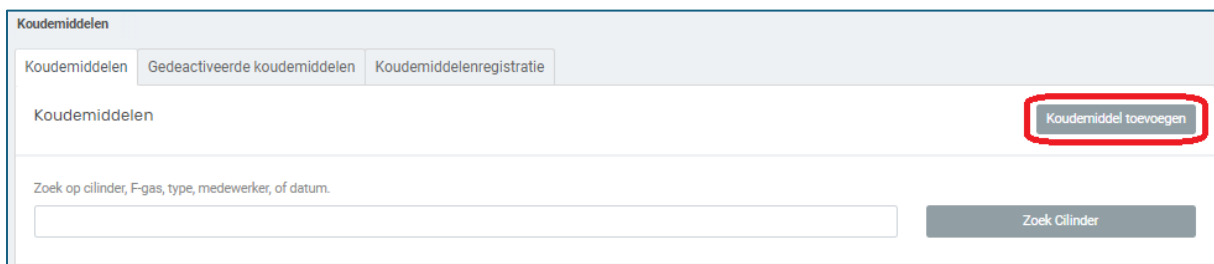 Koudemiddelen
Koudemiddelen Gedeactiveerde koudemiddelen Koudemiddelenregistratie
Koudemiddelen Koudemiddel toevoegen
Zoek op cilinder, F-gas, type, medewerker, of datum.
Zoek Cilinder